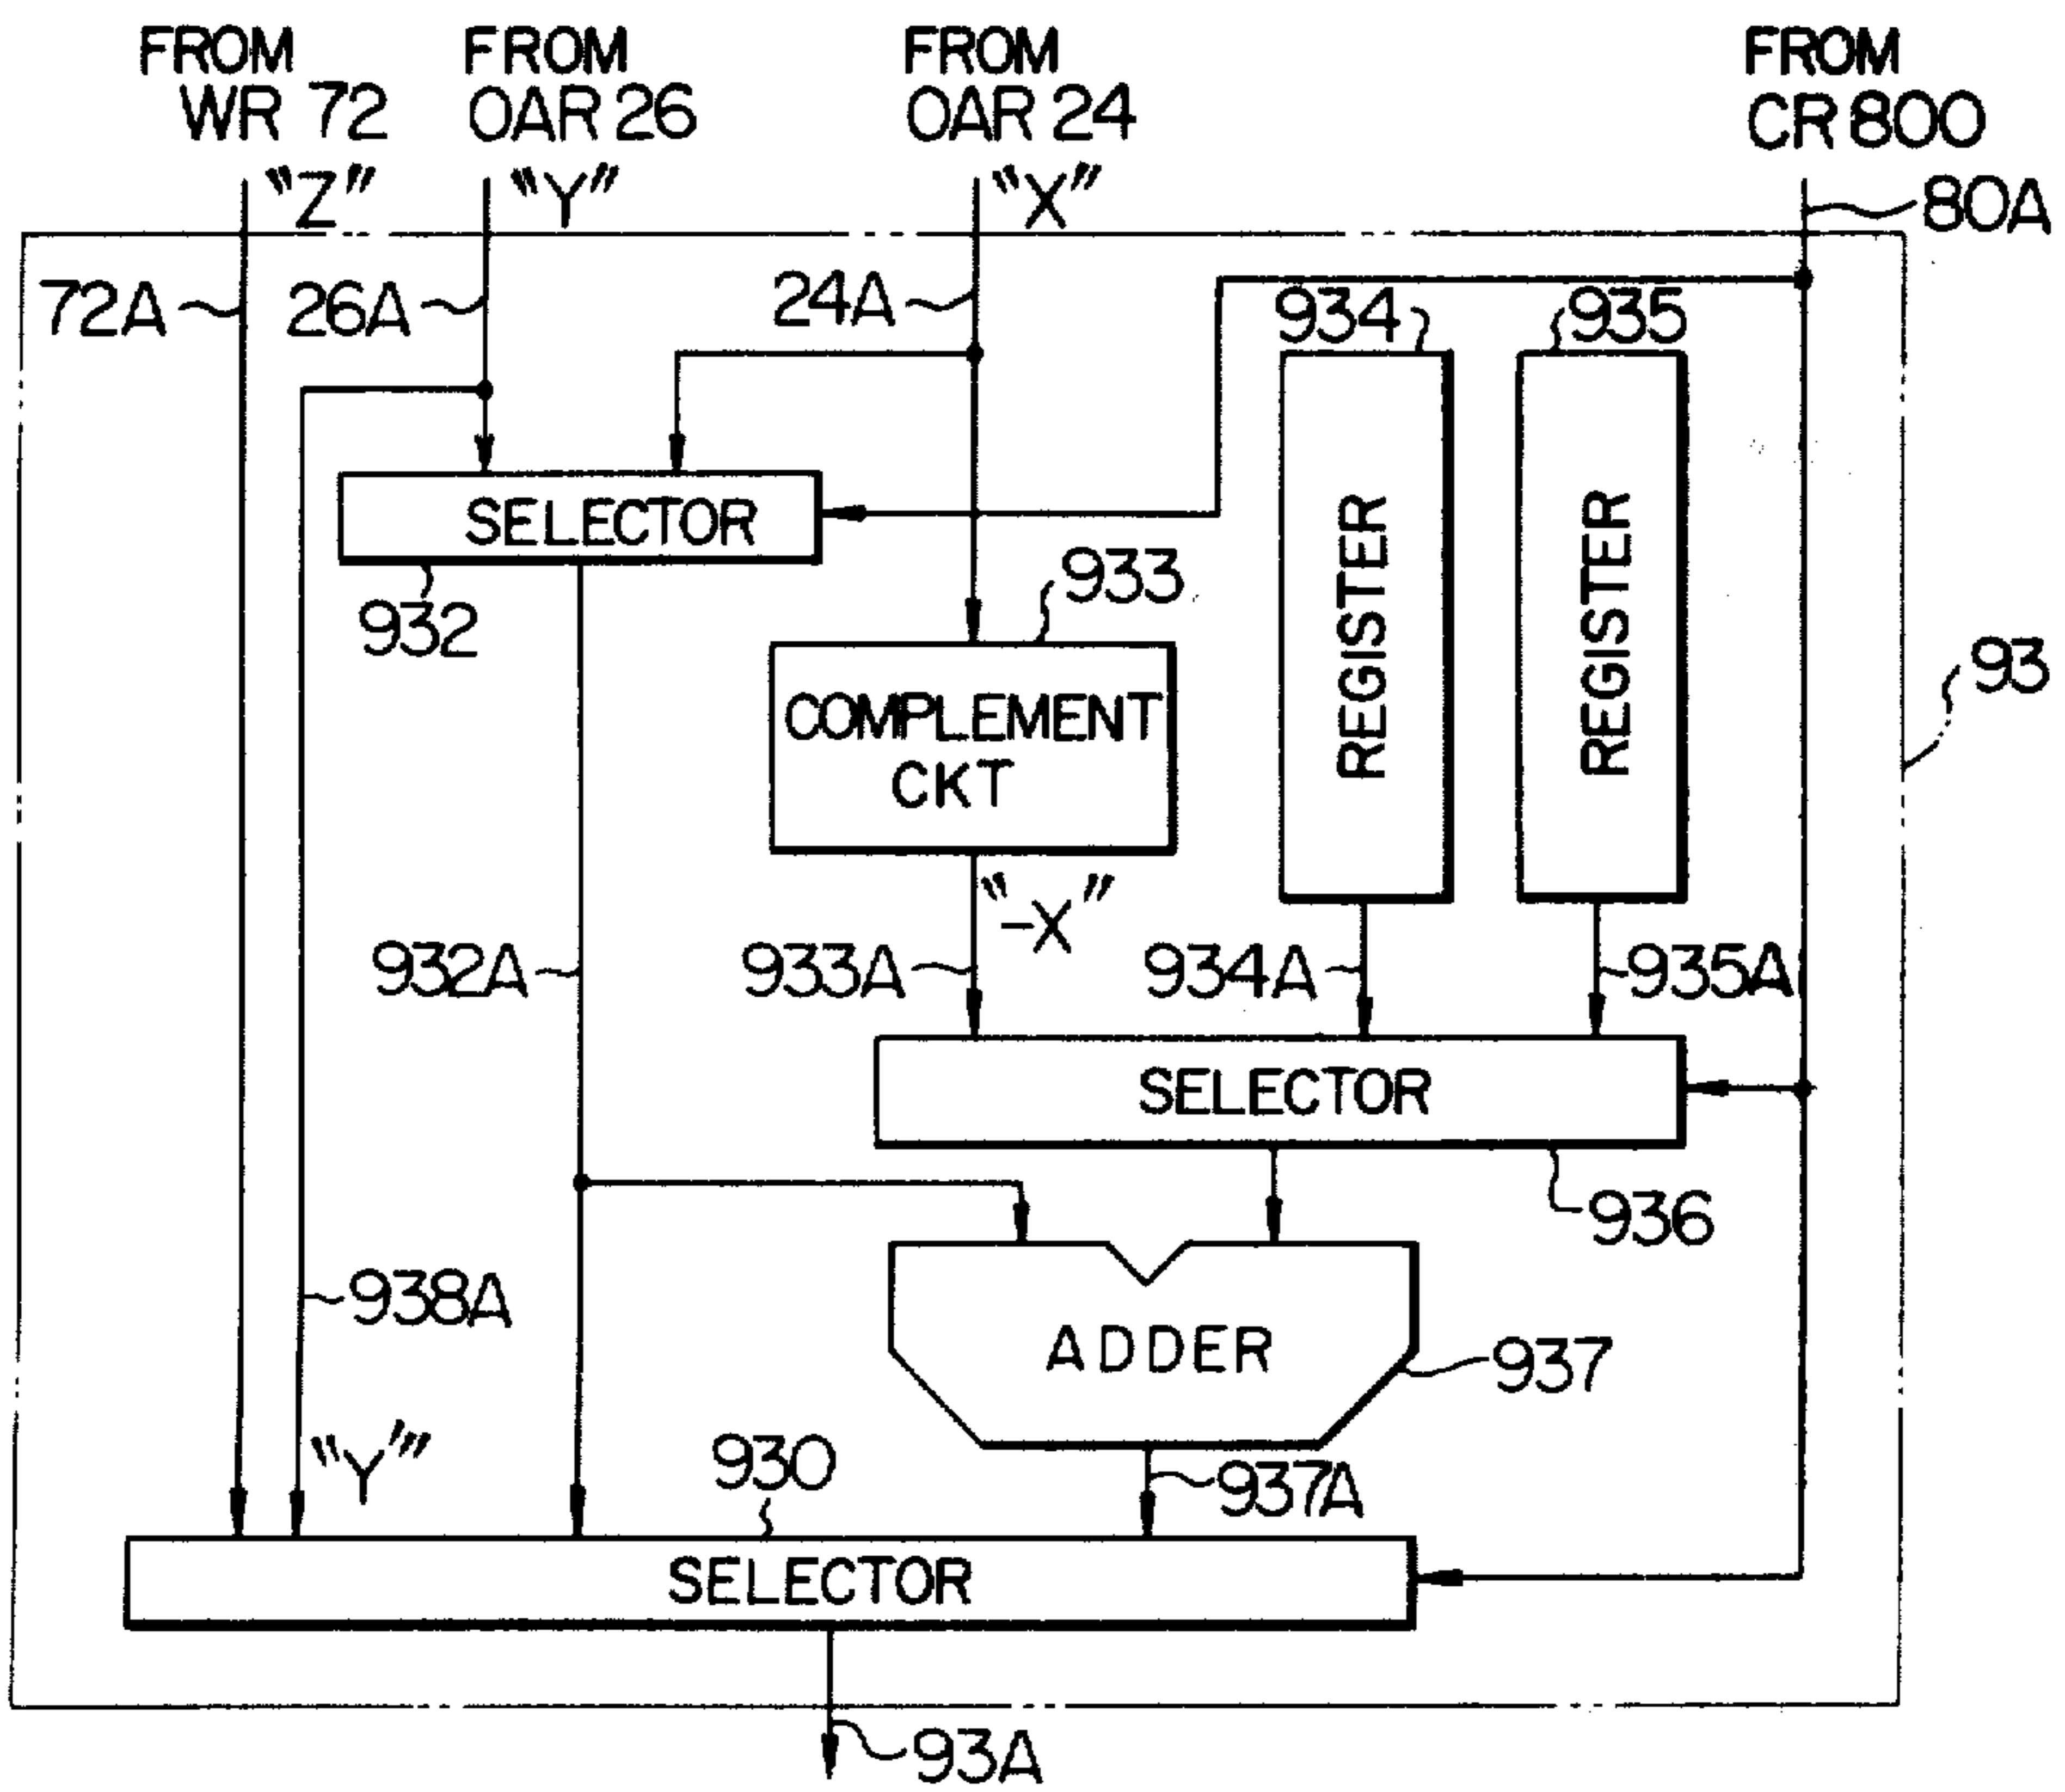 FROM
WR 72
"Z"
FROM
OAR 26
"Y"
FROM
OAR 24
"X"
FROM
CR 800
80A
72A
26A
24A
934
935
SELECTOR
932
933
COMPLEMENT
CKT
REGISTER
REGISTER
93
"-X"
932A
933A
934A
935A
SELECTOR
936
938A
ADDER
937
"Y'"
930
937A
SELECTOR
93A